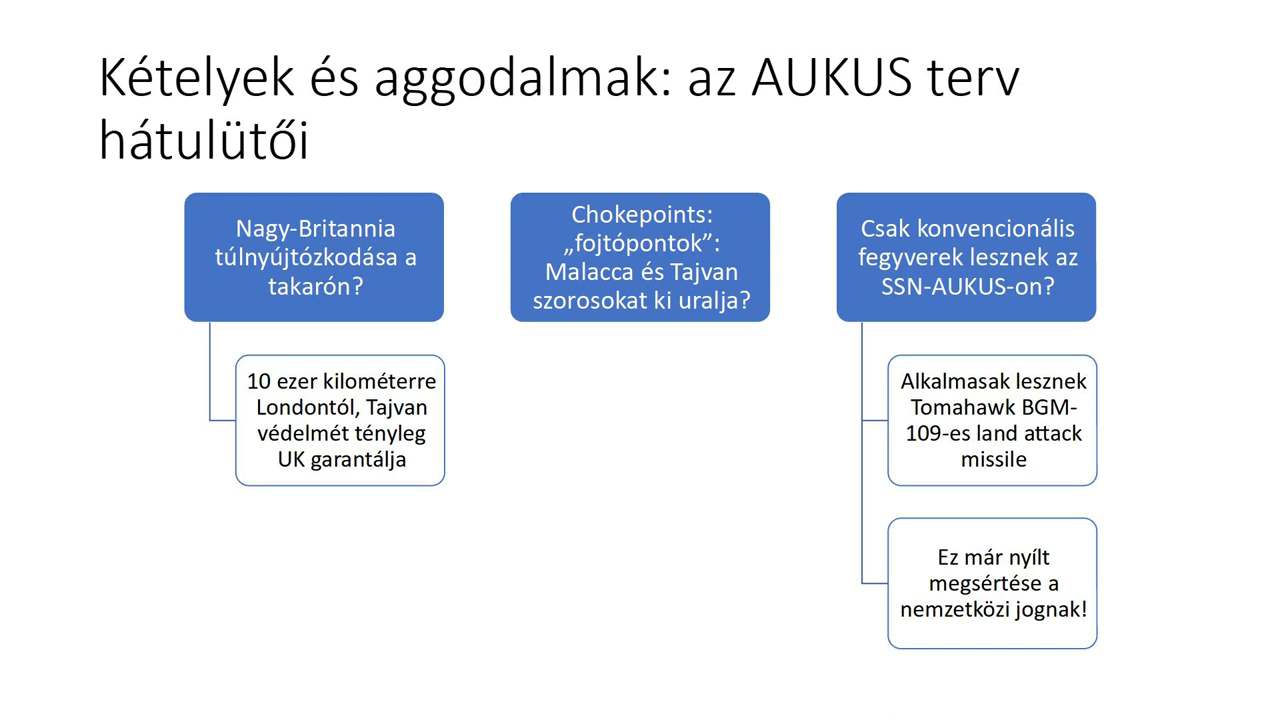 Kételyek és aggodalmak: az AUKUS terv
hátulütői
Nagy-Britannia
túlnyújtózkodása a
takarón?
10 ezer kilométerre
Londontól, Tajvan
védelmét tényleg
UK garantálja
Chokepoints:
„fojtópontok”:
Malacca és Tajvan
szorosokat ki uralja?
Csak konvencionális
fegyverek lesznek az
SSN-AUKUS-on?
Alkalmasak lesznek
Tomahawk BGM-
109-es land attack
missile
Ez már nyílt
megsértése a
nemzetközi jognak!